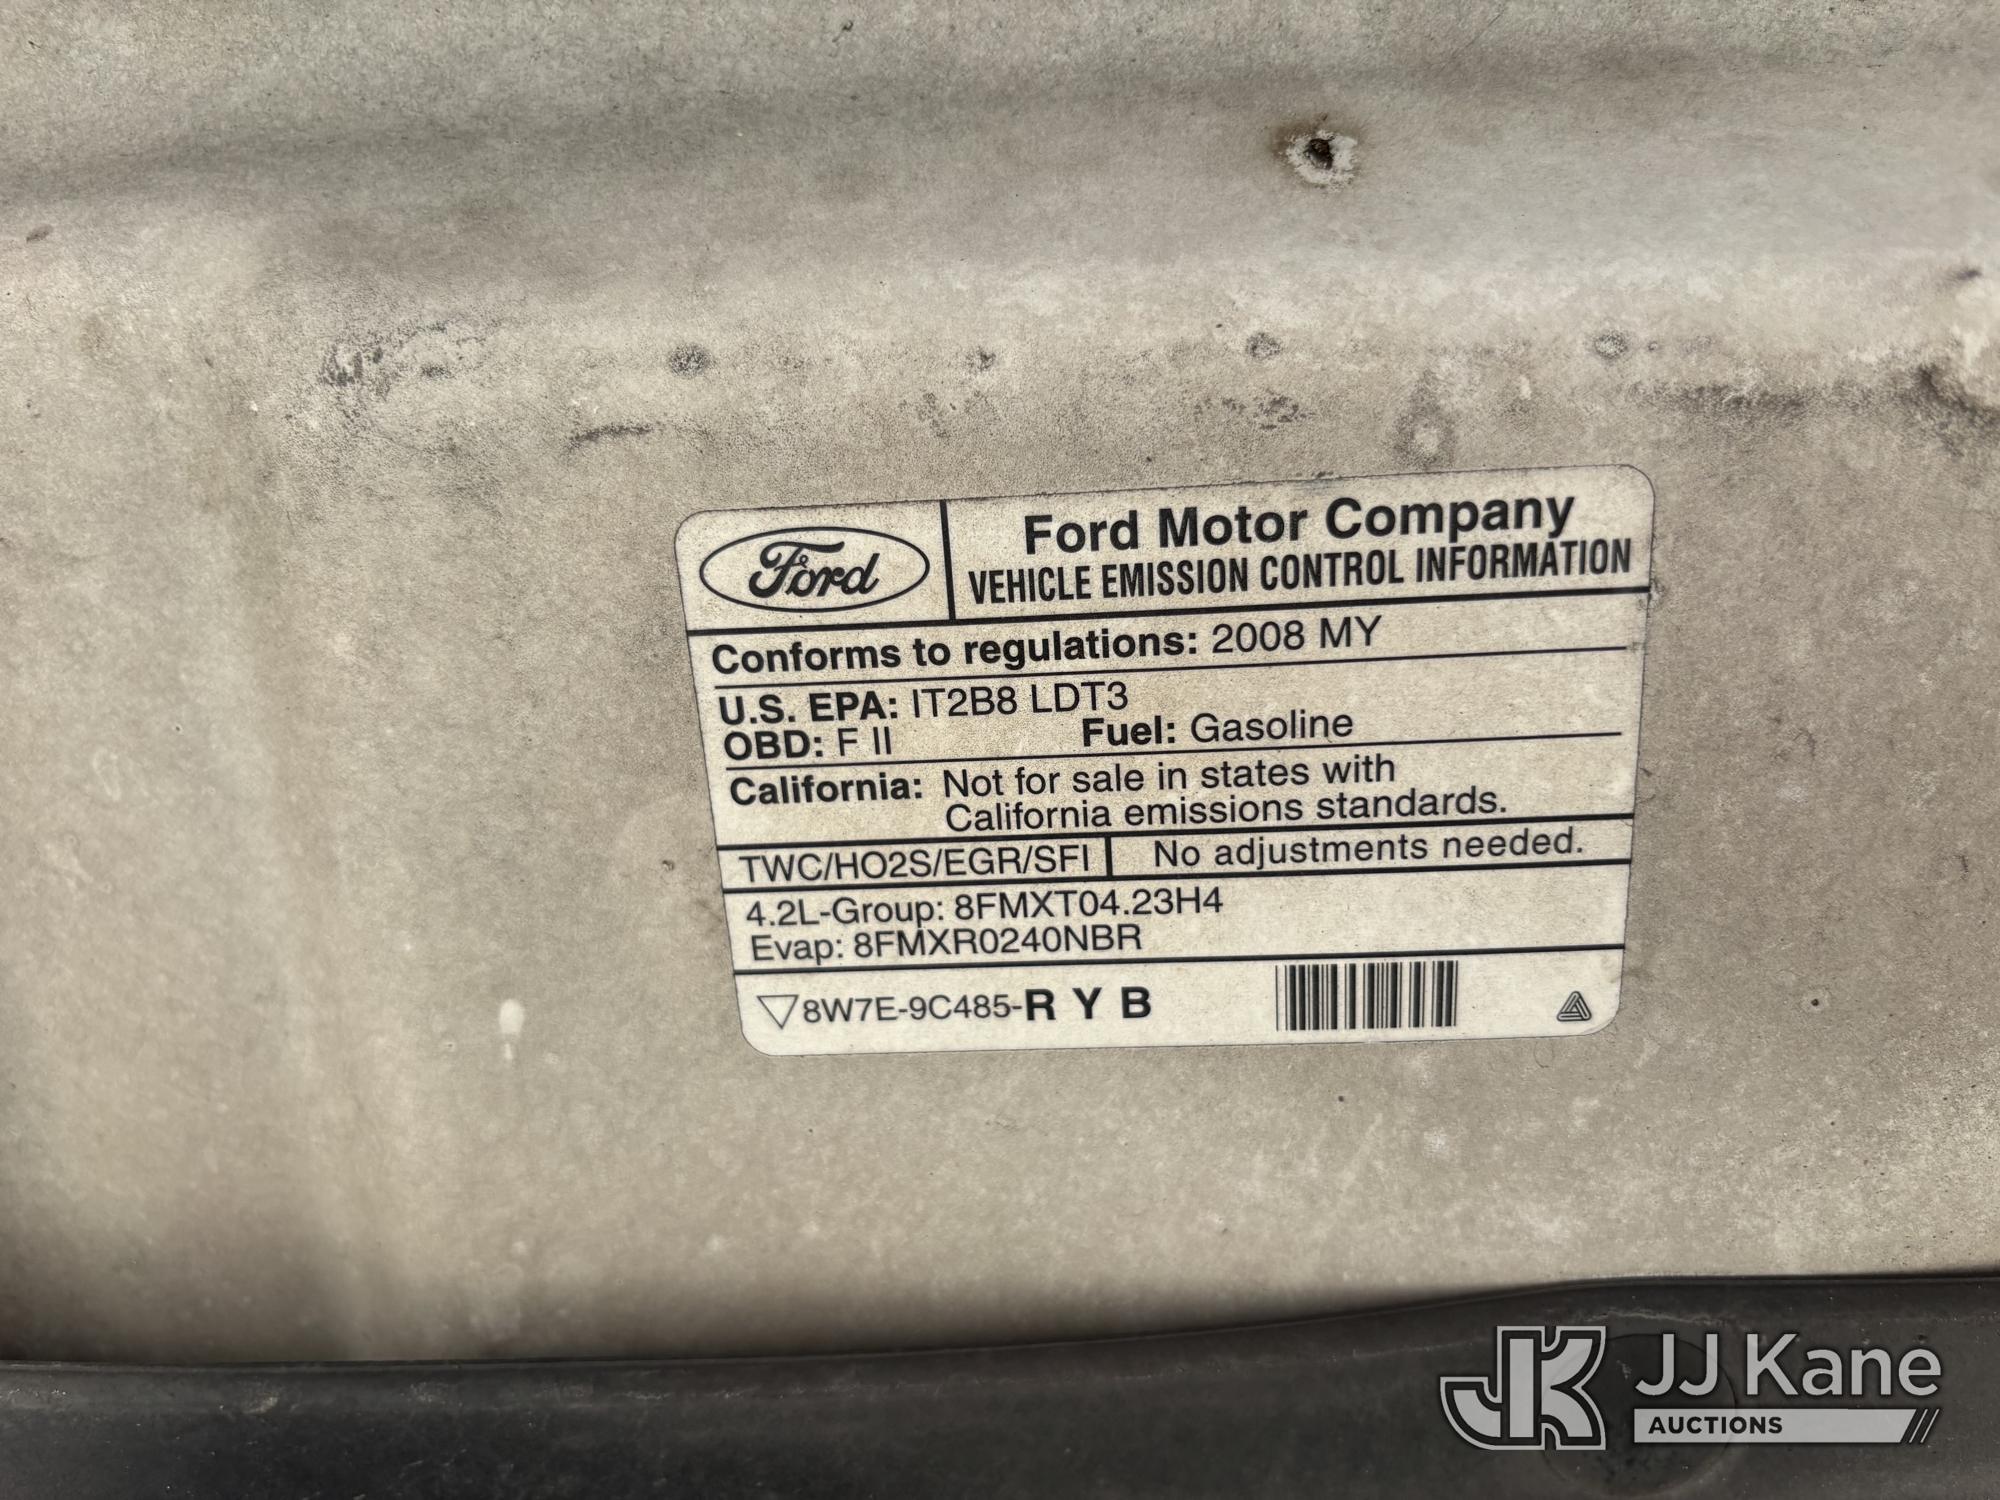 Ford
Ford Motor Company
VEHICLE EMISSION CONTROL INFORMATION
Conforms to regulations: 2008 MY
U.S. EPA: IT2B8 LDT3
OBD: F II Fuel: Gasoline
California: Not for sale in states with
California emissions standards.
TWC/HO2S/EGR/SFI No adjustments needed.
4.2L-Group: 8FMXT04.23H4
Evap: 8FMXR0240NBR
8W7E-9C485-R Y B
JK JJ Kane
AUCTIONS